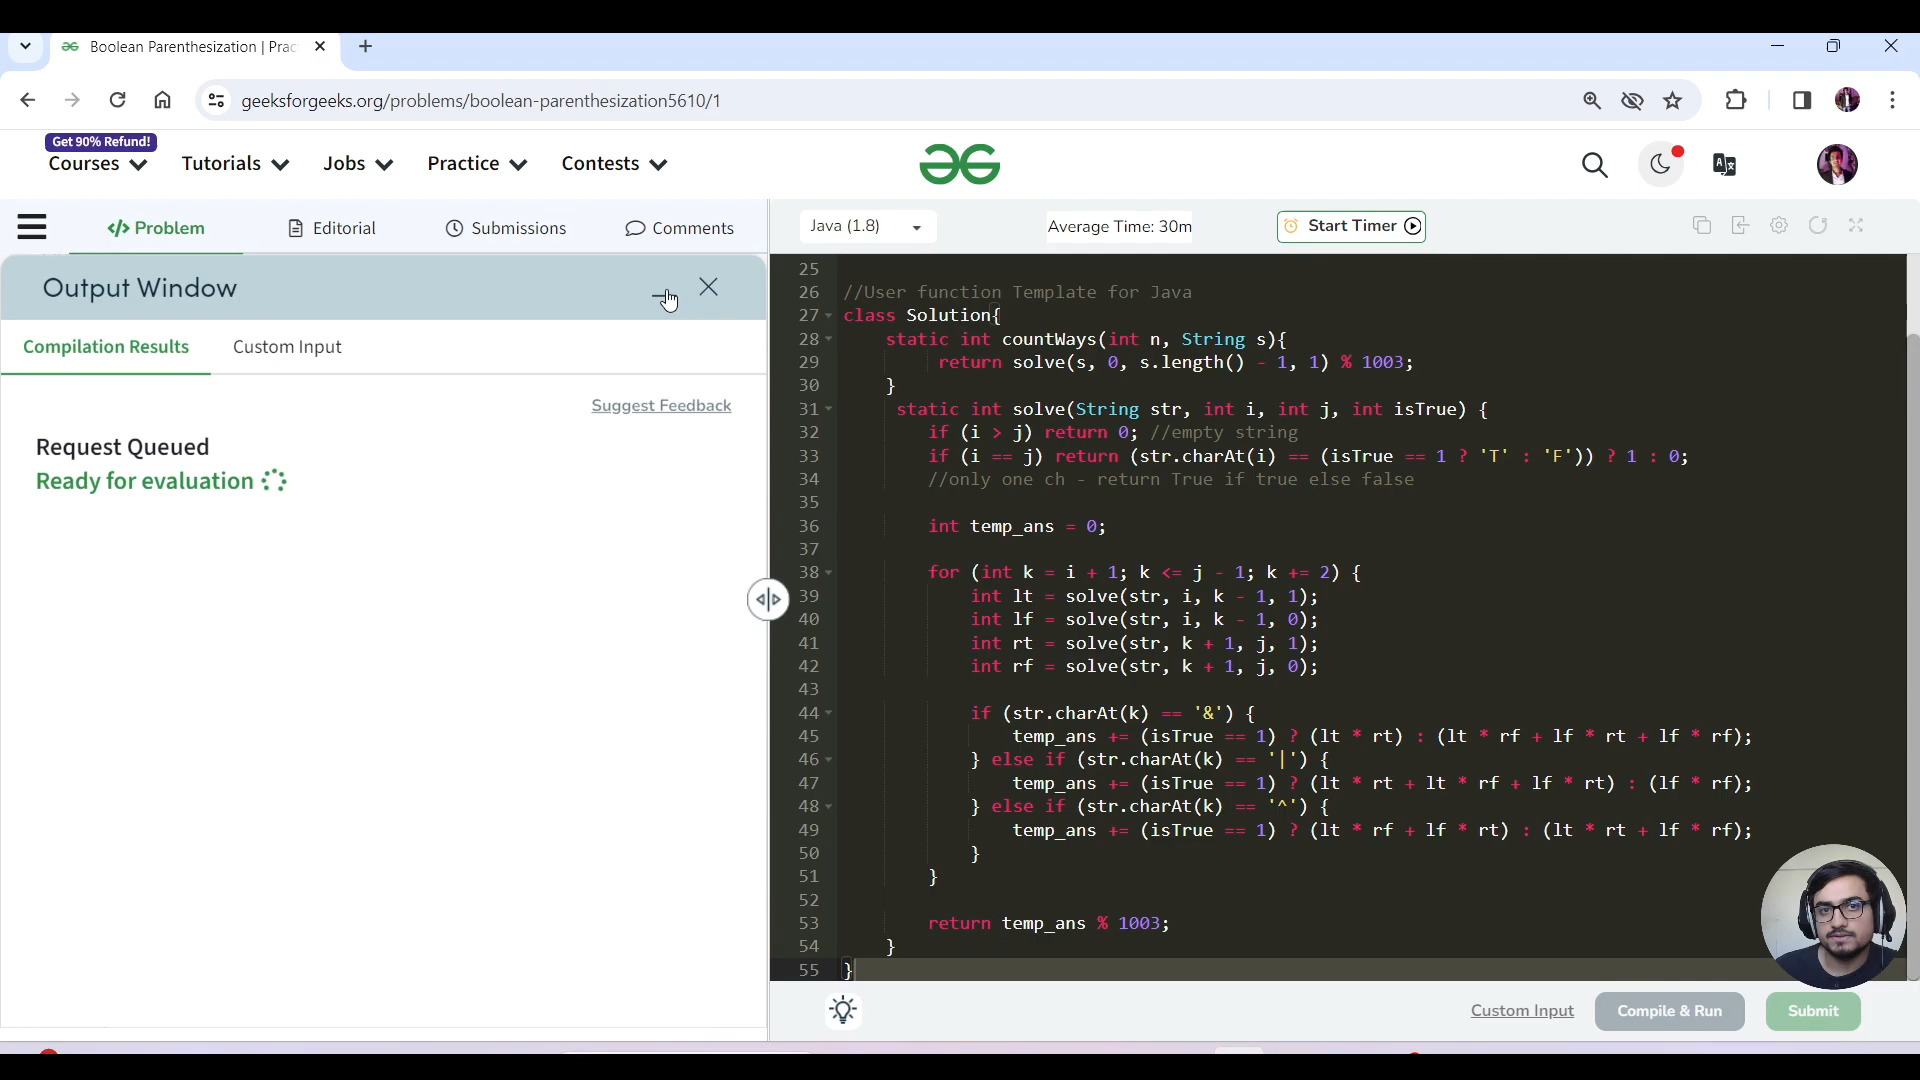 Boolean Parenthesization | Prac
geeksforgeeks.org/problems/boolean-parenthesization5610/1
Get 90% Refund!
Courses Tutorials Jobs Practice Contests
Problem Editorial Submissions Comments
Java (1.8) Average Time: 30m Start Timer
Output Window
Compilation Results Custom Input
Suggest Feedback
Request Queued
Ready for evaluation
25
26 //User function Template for Java
27 class Solution{
28 static int countWays(int n, String s){
29 return solve(s, 0, s.length() - 1, 1) % 1003;
30 }
31 static int solve(String str, int i, int j, int isTrue) {
32 if (i > j) return 0; //empty string
33 if (i == j) return (str.charAt(i) == (isTrue == 1 ? 'T' : 'F')) ? 1 : 0;
34 //only one ch - return True if true else false
35
36 int temp_ans = 0;
37
38 for (int k = i + 1; k <= j - 1; k += 2) {
39 int lt = solve(str, i, k - 1, 1);
40 int lf = solve(str, i, k - 1, 0);
41 int rt = solve(str, k + 1, j, 1);
42 int rf = solve(str, k + 1, j, 0);
43
44 if (str.charAt(k) == '&') {
45 temp_ans += (isTrue == 1) ? (lt * rt) : (lt * rf + lf * rt + lf * rf);
46 } else if (str.charAt(k) == '|') {
47 temp_ans += (isTrue == 1) ? (lt * rt + lt * rf + lf * rt) : (lf * rf);
48 } else if (str.charAt(k) == '^') {
49 temp_ans += (isTrue == 1) ? (lt * rf + lf * rt) : (lt * rt + lf * rf);
50 }
51 }
52
53 return temp_ans % 1003;
54 }
55 }
Custom Input Compile & Run Submit